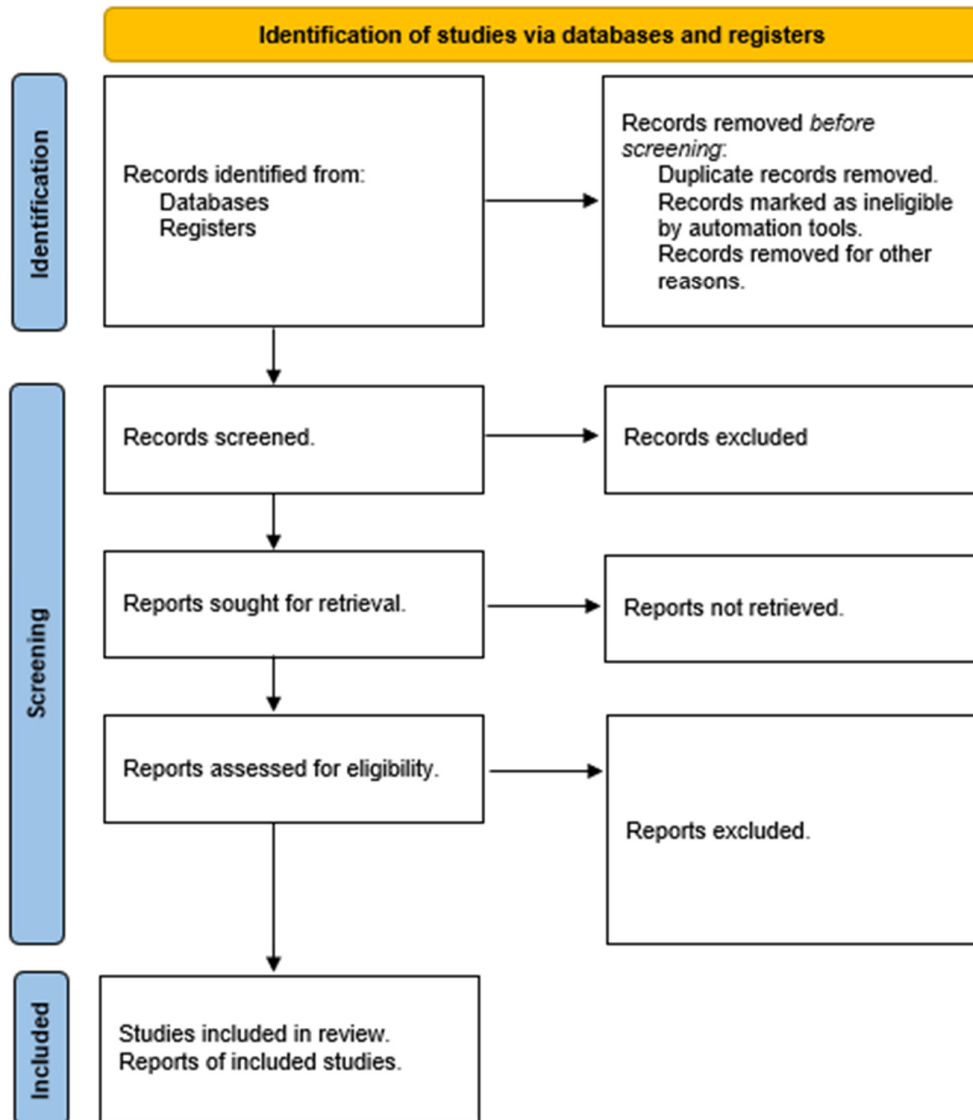 Identification of studies via databases and registers
Identification
Records identified from:
Databases
Registers
Records removed before
screening:
Duplicate records removed.
Records marked as ineligible
by automation tools.
Records removed for other
reasons.
Screening
Records screened.
Records excluded
Reports sought for retrieval.
Reports not retrieved.
Reports assessed for eligibility.
Reports excluded.
Included
Studies included in review.
Reports of included studies.